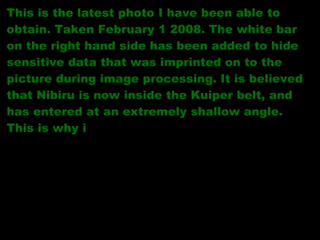 This is the latest photo I have been able to
obtain. Taken February 1 2008. The white bar
on the right hand side has been added to hide
sensitive data that was imprinted on to the
picture during image processing. It is believed
that Nibiru is now inside the Kuiper belt, and
has entered at an extremely shallow angle.
This is why i